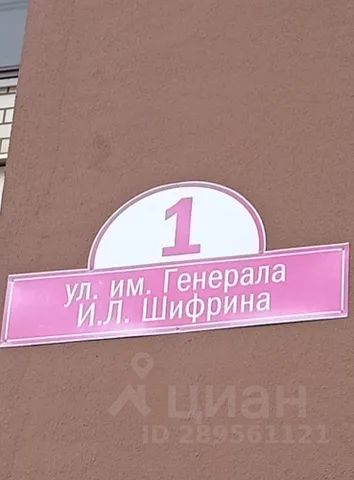 1
ул. им. Генерала
И.Л. Шифрина
циан
ID 289561121